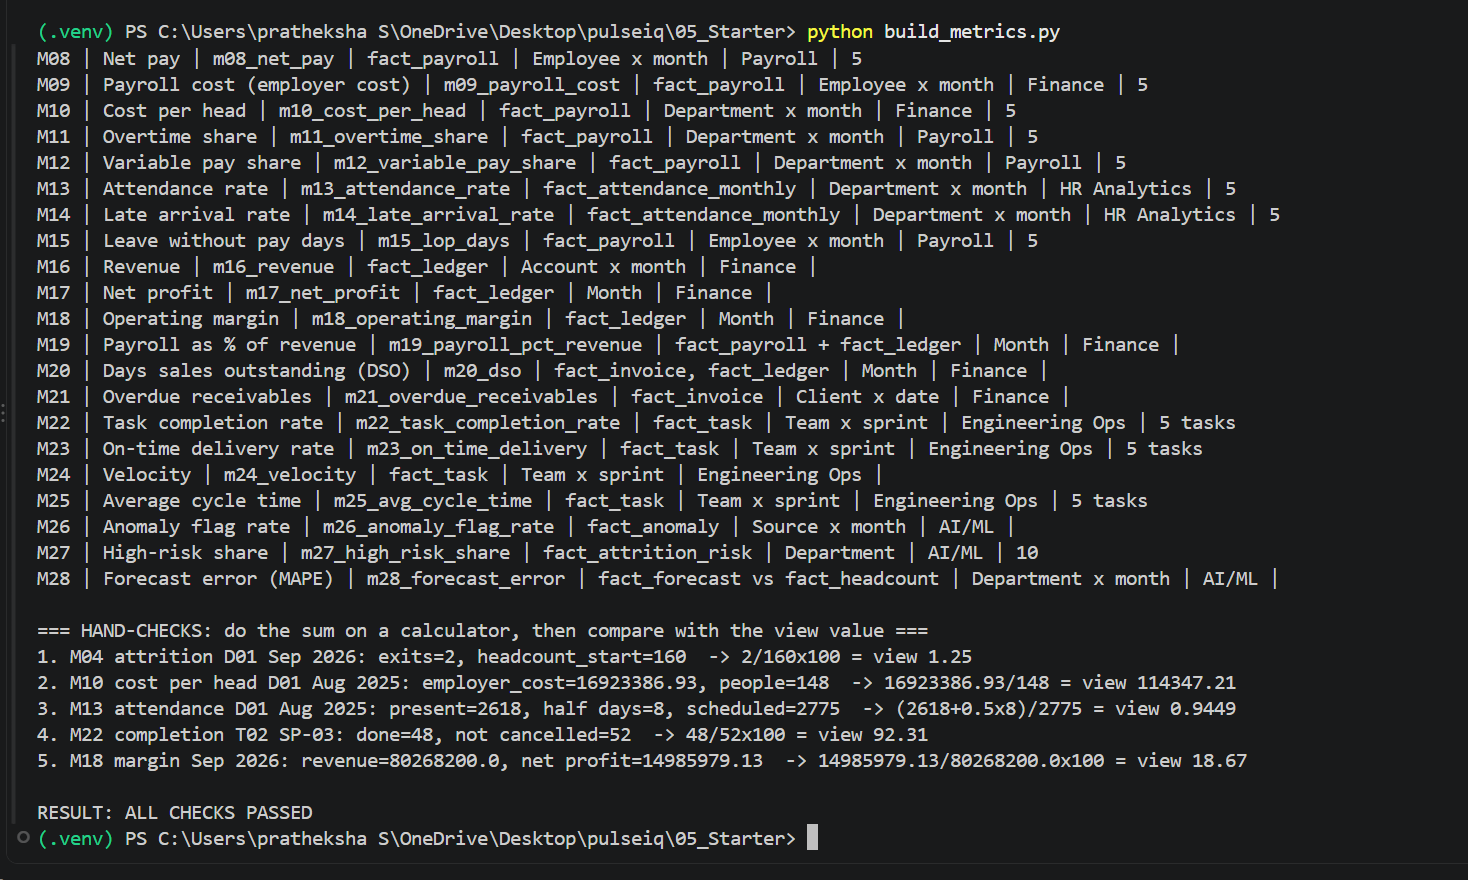 (.venv) PS C:\Users\pratheksha S\OneDrive\Desktop\pulseiq\05_Starter> python build_metrics.py
M08 | Net pay | m08_net_pay | fact_payroll | Employee x month | Payroll | 5
M09 | Payroll cost (employer cost) | m09_payroll_cost | fact_payroll | Employee x month | Finance | 5
M10 | Cost per head | m10_cost_per_head | fact_payroll | Department x month | Finance | 5
M11 | Overtime share | m11_overtime_share | fact_payroll | Department x month | Payroll | 5
M12 | Variable pay share | m12_variable_pay_share | fact_payroll | Department x month | Payroll | 5
M13 | Attendance rate | m13_attendance_rate | fact_attendance_monthly | Department x month | HR Analytics | 5
M14 | Late arrival rate | m14_late_arrival_rate | fact_attendance_monthly | Department x month | HR Analytics | 5
M15 | Leave without pay days | m15_lop_days | fact_payroll | Employee x month | Payroll | 5
M16 | Revenue | m16_revenue | fact_ledger | Account x month | Finance |
M17 | Net profit | m17_net_profit | fact_ledger | Month | Finance |
M18 | Operating margin | m18_operating_margin | fact_ledger | Month | Finance |
M19 | Payroll as % of revenue | m19_payroll_pct_revenue | fact_payroll + fact_ledger | Month | Finance |
M20 | Days sales outstanding (DSO) | m20_dso | fact_invoice, fact_ledger | Month | Finance |
M21 | Overdue receivables | m21_overdue_receivables | fact_invoice | Client x date | Finance |
M22 | Task completion rate | m22_task_completion_rate | fact_task | Team x sprint | Engineering Ops | 5 tasks
M23 | On-time delivery rate | m23_on_time_delivery | fact_task | Team x sprint | Engineering Ops | 5 tasks
M24 | Velocity | m24_velocity | fact_task | Team x sprint | Engineering Ops |
M25 | Average cycle time | m25_avg_cycle_time | fact_task | Team x sprint | Engineering Ops | 5 tasks
M26 | Anomaly flag rate | m26_anomaly_flag_rate | fact_anomaly | Source x month | AI/ML |
M27 | High-risk share | m27_high_risk_share | fact_attrition_risk | Department | AI/ML | 10
M28 | Forecast error (MAPE) | m28_forecast_error | fact_forecast vs fact_headcount | Department x month | AI/ML |
=== HAND-CHECKS: do the sum on a calculator, then compare with the view value ===
1. M04 attrition D01 Sep 2026: exits=2, headcount_start=160  -> 2/160x100 = view 1.25
2. M10 cost per head D01 Aug 2025: employer_cost=16923386.93, people=148  -> 16923386.93/148 = view 114347.21
3. M13 attendance D01 Aug 2025: present=2618, half days=8, scheduled=2775  -> (2618+0.5x8)/2775 = view 0.9449
4. M22 completion T02 SP-03: done=48, not cancelled=52  -> 48/52x100 = view 92.31
5. M18 margin Sep 2026: revenue=80268200.0, net profit=14985979.13  -> 14985979.13/80268200.0x100 = view 18.67
RESULT: ALL CHECKS PASSED
(.venv) PS C:\Users\pratheksha S\OneDrive\Desktop\pulseiq\05_Starter>